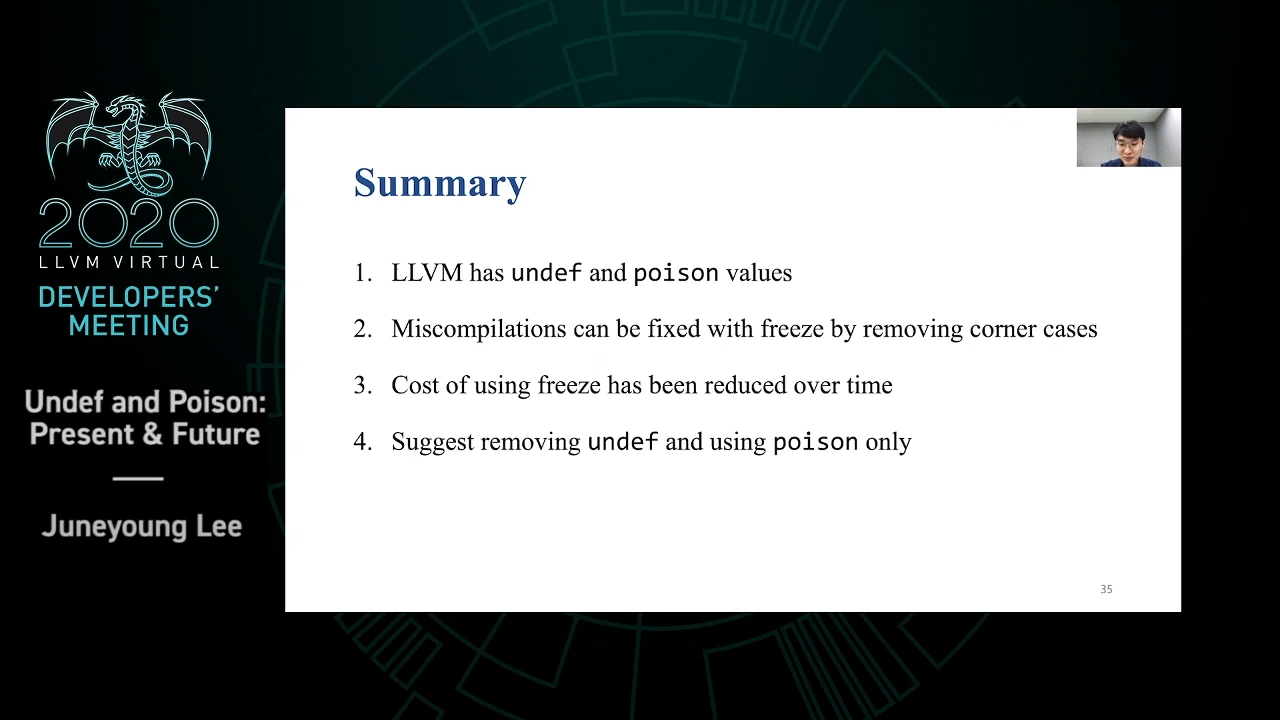 2020
LLVM VIRTUAL
DEVELOPERS'
MEETING
Undef and Poison:
Present & Future
Juneyoung Lee
Summary
1. LLVM has undef and poison values
2. Miscompilations can be fixed with freeze by removing corner cases
3. Cost of using freeze has been reduced over time
4. Suggest removing undef and using poison only
35